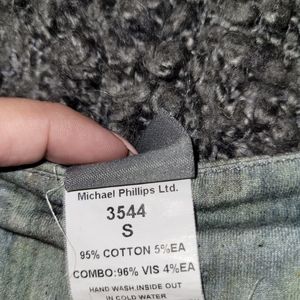 Michael Phillips Ltd.
3544
S
95% COTTON 5%EA
COMBO:96% VIS 4%EA
HAND WASH.INSIDE OUT
IN COLD WATER